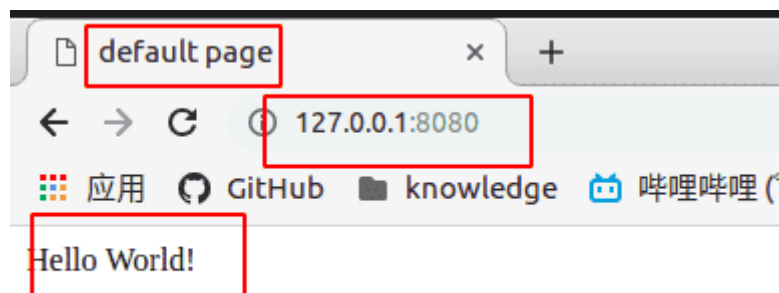 default page
127.0.0.1:8080
应用 GitHub knowledge 哔哩哔哩 (
Hello World!